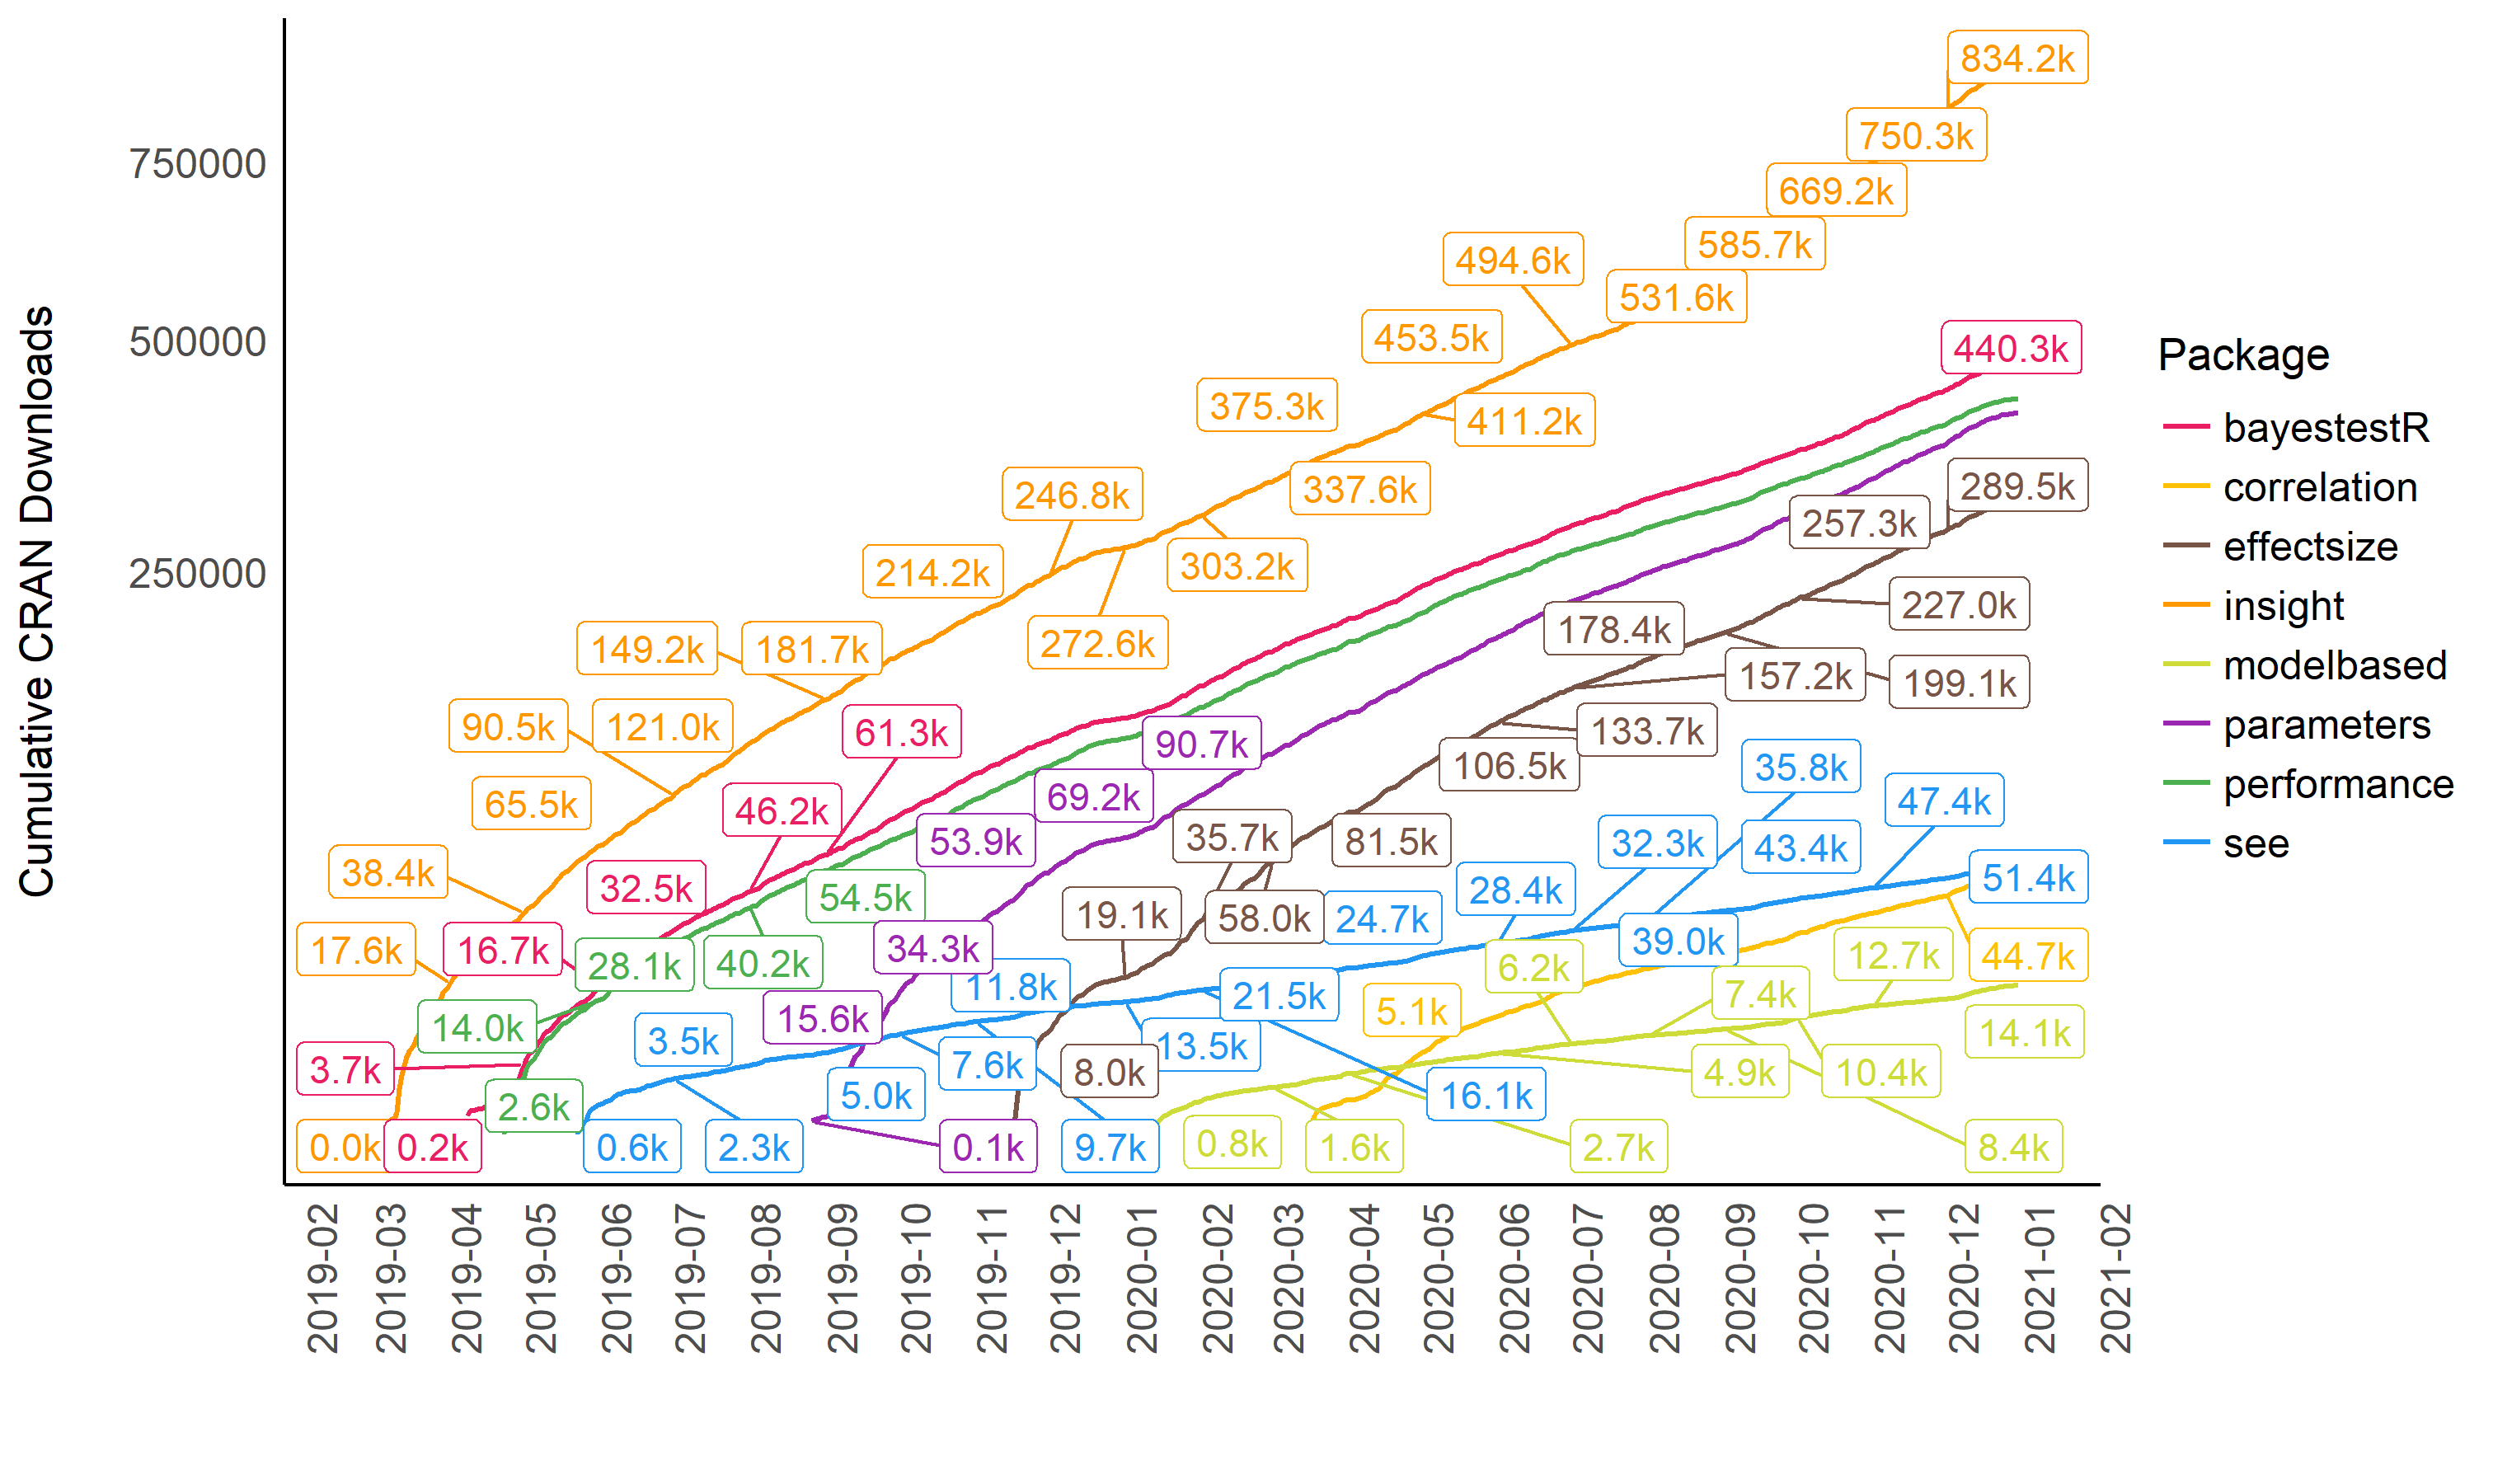 Cumulative CRAN Downloads
750000
500000
250000
834.2k
750.3k
669.2k
585.7k
494.6k
531.6k
453.5k
440.3k
375.3k
411.2k
246.8k
337.6k
289.5k
257.3k
214.2k
303.2k
272.6k
227.0k
178.4k
149.2k
181.7k
157.2k
199.1k
90.5k
121.0k
61.3k
90.7k
133.7k
106.5k
35.8k
65.5k
46.2k
69.2k
47.4k
53.9k
35.7k
81.5k
32.3k
43.4k
38.4k
32.5k
54.5k
28.4k
51.4k
19.1k
58.0k
24.7k
17.6k
16.7k
28.1k
40.2k
34.3k
39.0k
12.7k
44.7k
6.2k
11.8k
21.5k
7.4k
14.0k
15.6k
5.1k
14.1k
3.5k
13.5k
3.7k
7.6k
8.0k
4.9k
10.4k
2.6k
5.0k
16.1k
0.0k
0.2k
0.6k
2.3k
0.1k
9.7k
0.8k
1.6k
2.7k
8.4k
2019-02
2019-03
2019-04
2019-05
2019-06
2019-07
2019-08
2019-09
2019-10
2019-11
2019-12
2020-01
2020-02
2020-03
2020-04
2020-05
2020-06
2020-07
2020-08
2020-09
2020-10
2020-11
2020-12
2021-01
2021-02
Package
bayestestR
correlation
effectsize
insight
modelbased
parameters
performance
see